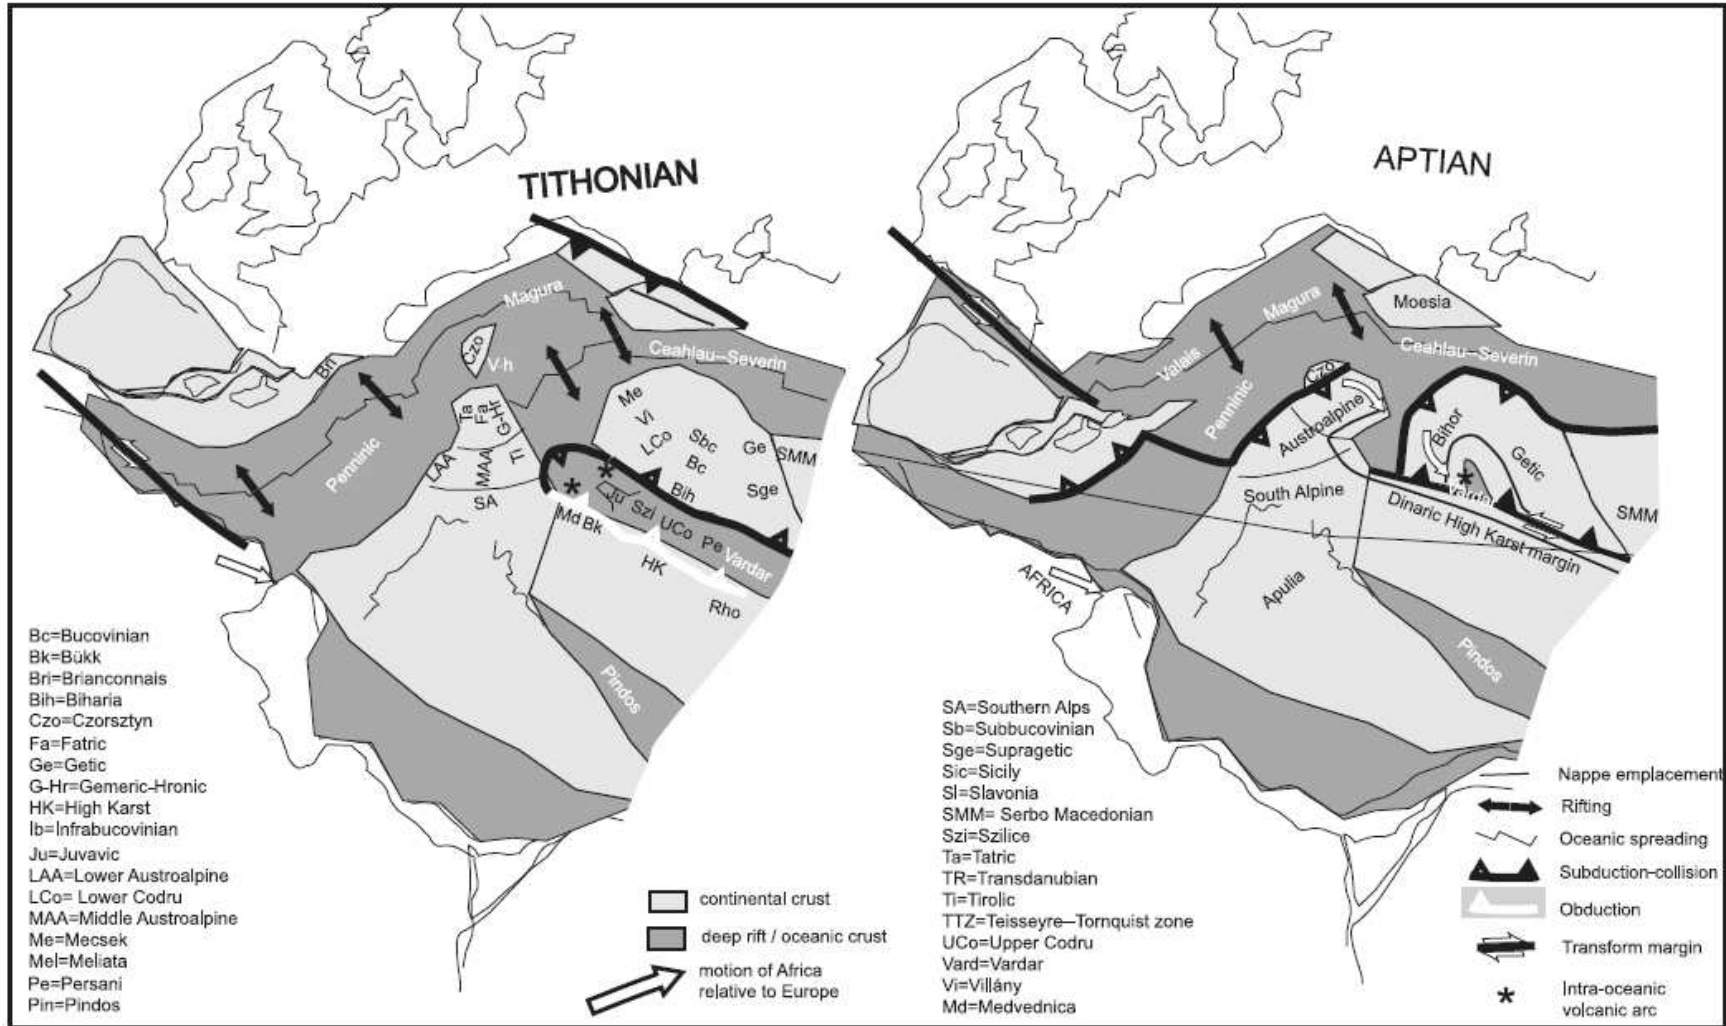 TITHONIAN
Magura
Czo
V-h
Ceahlau–Severin
Bri
Penninic
Ta
Fa
G-Hr
LAA
MAA
Ti
SA
Me
Vi
LCo
Sbc
Bc
Bih
Ge
SMM
Sge
Ju
Szl
UCo
Pe
Vardar
Md
Bk
HK
Rho
Pindos
Bc=Bucovinian
Bk=Bükk
Bri=Brianconnais
Bih=Biharia
Czo=Czorsztyn
Fa=Fatric
Ge=Getic
G-Hr=Gemeric-Hronic
HK=High Karst
Ib=Infrabucovinian
Ju=Juvavic
LAA=Lower Austroalpine
LCo= Lower Codru
MAA=Middle Austroalpine
Me=Mecsek
Mel=Meliata
Pe=Persani
Pin=Pindos
continental crust
deep rift / oceanic crust
motion of Africa
relative to Europe
APTIAN
Moesia
Magura
Ceahlau–Severin
Valais
Penninic
Czo
Austroalpine
Bihor
Getic
SMM
South Alpine
Dinaric High Karst margin
Apulia
AFRICA
Pindos
SA=Southern Alps
Sb=Subbucovinian
Sge=Supragetic
Sic=Sicily
Sl=Slavonia
SMM= Serbo Macedonian
Szi=Szilice
Ta=Tatric
TR=Transdanubian
Ti=Tirolic
TTZ=Teisseyre–Tornquist zone
UCo=Upper Codru
Vard=Vardar
Vi=Villány
Md=Medvednica
Nappe emplacement
Rifting
Oceanic spreading
Subduction-collision
Obduction
Transform margin
Intra-oceanic
volcanic arc